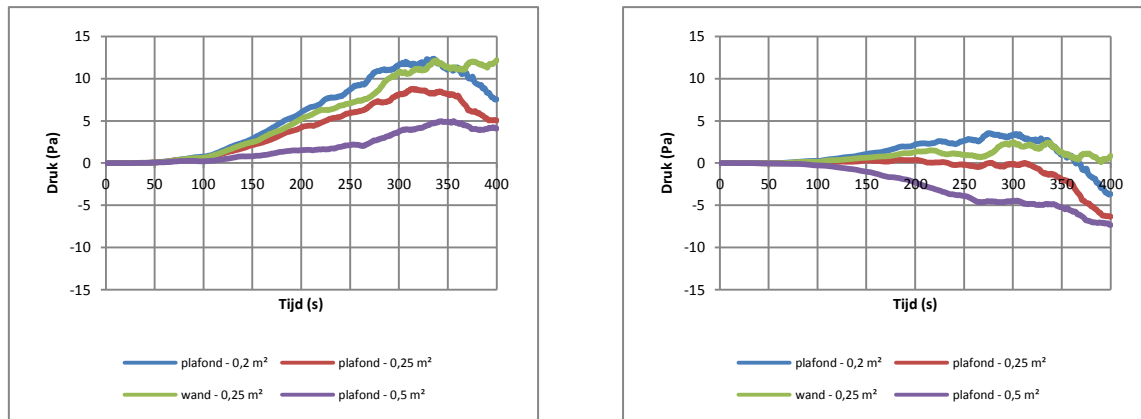 15
10
5
0
-5
-10
-15
Druk (Pa)
0 50 100 150 200 250 300 350 400
Tijd (s)
plafond - 0,2 m²
plafond - 0,25 m²
wand - 0,25 m²
plafond - 0,5 m²
15
10
5
0
-5
-10
-15
Druk (Pa)
0 50 100 150 200 250 300 350 400
Tijd (s)
plafond - 0,2 m²
plafond - 0,25 m²
wand - 0,25 m²
plafond - 0,5 m²